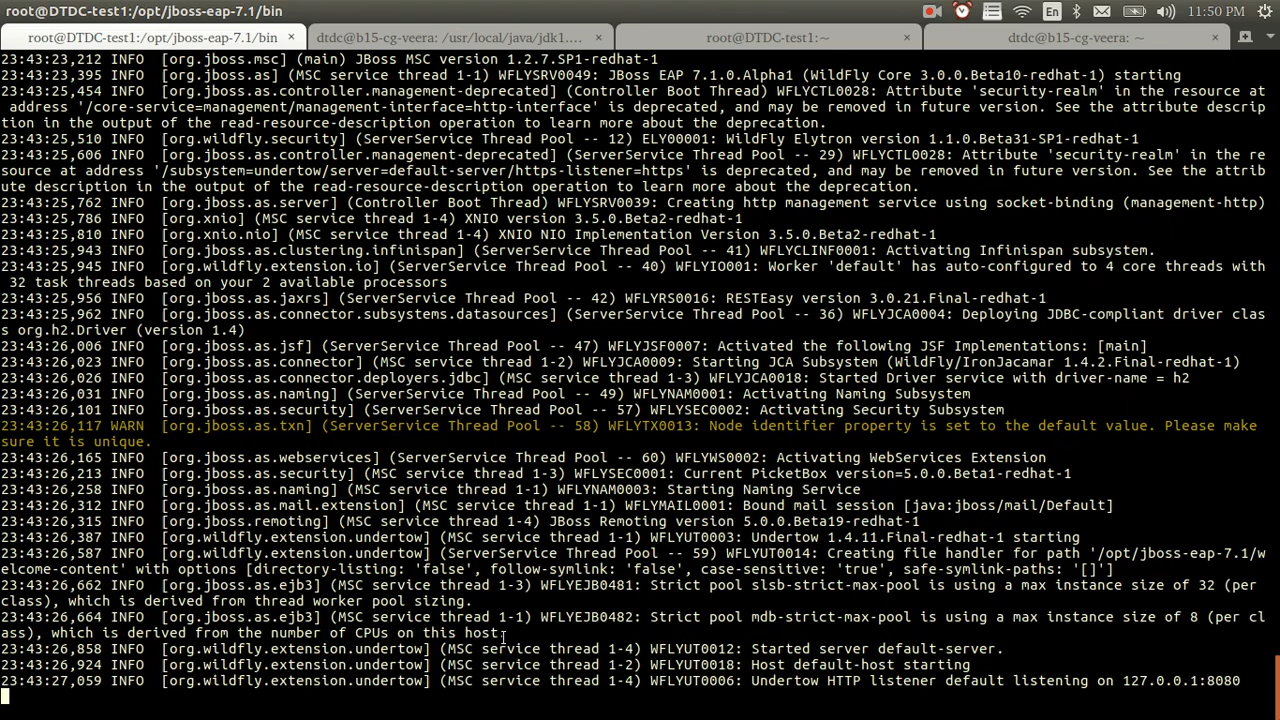 root@DTDC-test1:/opt/jboss-eap-7.1/bin
En
11:50 PM
root@DTDC-test1:/opt/jboss-eap-7.1/bin × dtdc@b15-cg-veera: /usr/local/java/jdk1.... × root@DTDC-test1:~ × dtdc@b15-cg-veera: ~ ×
23:43:23,212 INFO  [org.jboss.msc] (main) JBoss MSC version 1.2.7.SP1-redhat-1
23:43:23,395 INFO  [org.jboss.as] (MSC service thread 1-1) WFLYSRV0049: JBoss EAP 7.1.0.Alpha1 (WildFly Core 3.0.0.Beta10-redhat-1) starting
23:43:25,454 INFO  [org.jboss.as.controller.management-deprecated] (Controller Boot Thread) WFLYCTL0028: Attribute 'security-realm' in the resource at
 address '/core-service=management/management-interface=http-interface' is deprecated, and may be removed in future version. See the attribute descrip
tion in the output of the read-resource-description operation to learn more about the deprecation.
23:43:25,510 INFO  [org.wildfly.security] (ServerService Thread Pool -- 12) ELY00001: WildFly Elytron version 1.1.0.Beta31-SP1-redhat-1
23:43:25,606 INFO  [org.jboss.as.controller.management-deprecated] (ServerService Thread Pool -- 29) WFLYCTL0028: Attribute 'security-realm' in the re
source at address '/subsystem=undertow/server=default-server/https-listener=https' is deprecated, and may be removed in future version. See the attrib
ute description in the output of the read-resource-description operation to learn more about the deprecation.
23:43:25,762 INFO  [org.jboss.as.server] (Controller Boot Thread) WFLYSRV0039: Creating http management service using socket-binding (management-http)
23:43:25,786 INFO  [org.xnio] (MSC service thread 1-4) XNIO version 3.5.0.Beta2-redhat-1
23:43:25,810 INFO  [org.xnio.nio] (MSC service thread 1-4) XNIO NIO Implementation Version 3.5.0.Beta2-redhat-1
23:43:25,943 INFO  [org.jboss.as.clustering.infinispan] (ServerService Thread Pool -- 41) WFLYCLINF0001: Activating Infinispan subsystem.
23:43:25,945 INFO  [org.wildfly.extension.io] (ServerService Thread Pool -- 40) WFLYIO001: Worker 'default' has auto-configured to 4 core threads with
 32 task threads based on your 2 available processors
23:43:25,956 INFO  [org.jboss.as.jaxrs] (ServerService Thread Pool -- 42) WFLYRS0016: RESTEasy version 3.0.21.Final-redhat-1
23:43:25,962 INFO  [org.jboss.as.connector.subsystems.datasources] (ServerService Thread Pool -- 36) WFLYJCA0004: Deploying JDBC-compliant driver clas
s org.h2.Driver (version 1.4)
23:43:26,006 INFO  [org.jboss.as.jsf] (ServerService Thread Pool -- 47) WFLYJSF0007: Activated the following JSF Implementations: [main]
23:43:26,023 INFO  [org.jboss.as.connector] (MSC service thread 1-2) WFLYJCA0009: Starting JCA Subsystem (WildFly/IronJacamar 1.4.2.Final-redhat-1)
23:43:26,026 INFO  [org.jboss.as.connector.deployers.jdbc] (MSC service thread 1-3) WFLYJCA0018: Started Driver service with driver-name = h2
23:43:26,031 INFO  [org.jboss.as.naming] (ServerService Thread Pool -- 49) WFLYNAM0001: Activating Naming Subsystem
23:43:26,101 INFO  [org.jboss.as.security] (ServerService Thread Pool -- 57) WFLYSEC0002: Activating Security Subsystem
23:43:26,117 WARN  [org.jboss.as.txn] (ServerService Thread Pool -- 58) WFLYTX0013: Node identifier property is set to the default value. Please make
sure it is unique.
23:43:26,165 INFO  [org.jboss.as.webservices] (ServerService Thread Pool -- 60) WFLYWS0002: Activating WebServices Extension
23:43:26,213 INFO  [org.jboss.as.security] (MSC service thread 1-3) WFLYSEC0001: Current PicketBox version=5.0.0.Beta1-redhat-1
23:43:26,258 INFO  [org.jboss.as.naming] (MSC service thread 1-1) WFLYNAM0003: Starting Naming Service
23:43:26,312 INFO  [org.jboss.as.mail.extension] (MSC service thread 1-1) WFLYMAIL0001: Bound mail session [java:jboss/mail/Default]
23:43:26,315 INFO  [org.jboss.remoting] (MSC service thread 1-4) JBoss Remoting version 5.0.0.Beta19-redhat-1
23:43:26,387 INFO  [org.wildfly.extension.undertow] (MSC service thread 1-1) WFLYUT0003: Undertow 1.4.11.Final-redhat-1 starting
23:43:26,587 INFO  [org.wildfly.extension.undertow] (ServerService Thread Pool -- 59) WFLYUT0014: Creating file handler for path '/opt/jboss-eap-7.1/w
elcome-content' with options [directory-listing: 'false', follow-symlink: 'false', case-sensitive: 'true', safe-symlink-paths: '[]']
23:43:26,662 INFO  [org.jboss.as.ejb3] (MSC service thread 1-3) WFLYEJB0481: Strict pool slsb-strict-max-pool is using a max instance size of 32 (per
class), which is derived from thread worker pool sizing.
23:43:26,664 INFO  [org.jboss.as.ejb3] (MSC service thread 1-1) WFLYEJB0482: Strict pool mdb-strict-max-pool is using a max instance size of 8 (per cl
ass), which is derived from the number of CPUs on this host.
23:43:26,858 INFO  [org.wildfly.extension.undertow] (MSC service thread 1-4) WFLYUT0012: Started server default-server.
23:43:26,924 INFO  [org.wildfly.extension.undertow] (MSC service thread 1-2) WFLYUT0018: Host default-host starting
23:43:27,059 INFO  [org.wildfly.extension.undertow] (MSC service thread 1-4) WFLYUT0006: Undertow HTTP listener default listening on 127.0.0.1:8080